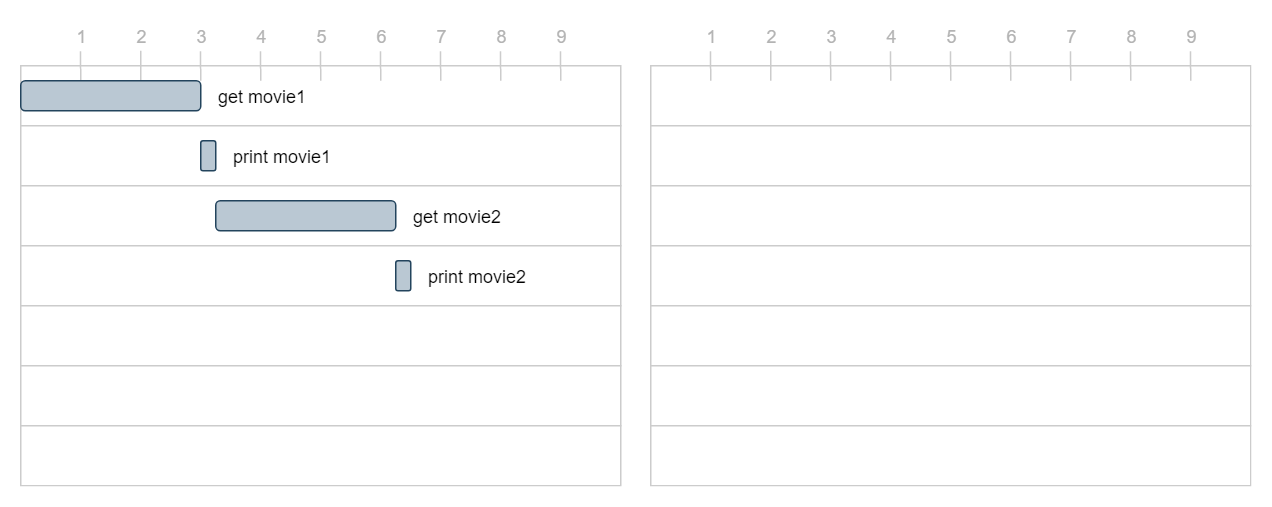 1 2 3 4 5 6 7 8 9
get movie1
print movie1
get movie2
print movie2
1 2 3 4 5 6 7 8 9